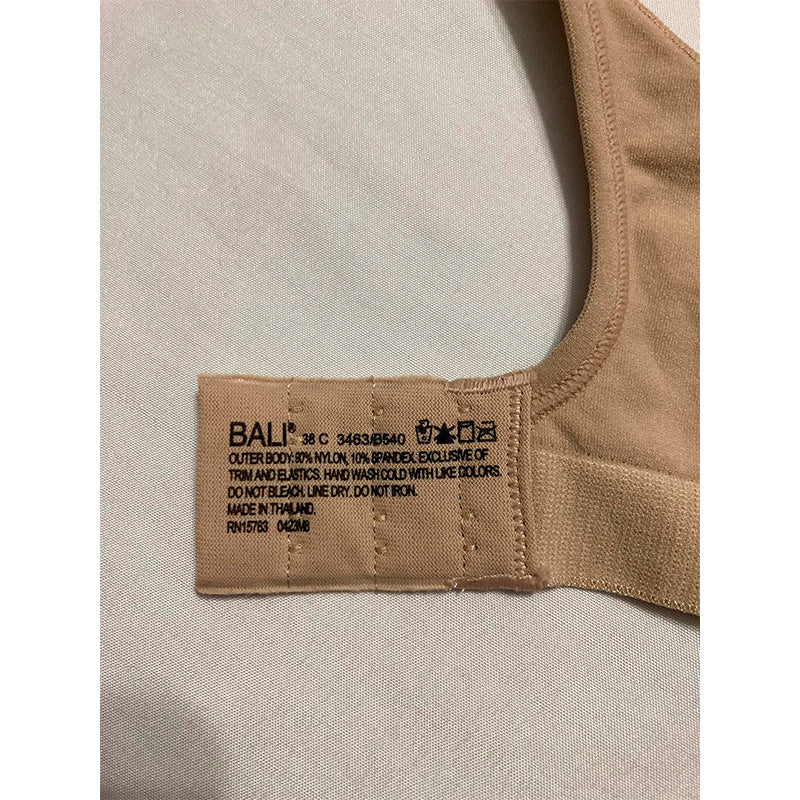 BALI® 38 C 3463/B540
OUTER BODY: 90% NYLON, 10% SPANDEX. EXCLUSIVE OF
TRIM AND ELASTICS. HAND WASH COLD WITH LIKE COLORS.
DO NOT BLEACH. LINE DRY. DO NOT IRON.
MADE IN THAILAND.
RN15763 0423M8